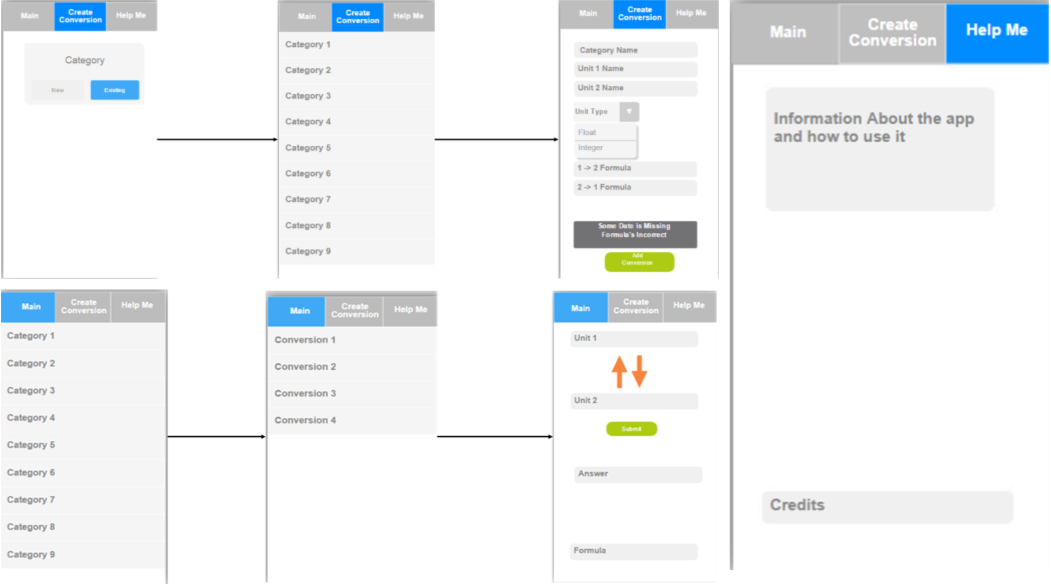 Main
Create
Conversion
Help Me
Category
New
Existing
Main
Create
Conversion
Help Me
Category 1
Category 2
Category 3
Category 4
Category 5
Category 6
Category 7
Category 8
Category 9
Main
Create
Conversion
Help Me
Category Name
Unit 1 Name
Unit 2 Name
Unit Type
Float
Integer
1 -> 2 Formula
2 -> 1 Formula
Some Date is Missing
Formula's Incorrect
Add
Conversion
Main
Create
Conversion
Help Me
Information About the app
and how to use it
Credits
Main
Create
Conversion
Help Me
Category 1
Category 2
Category 3
Category 4
Category 5
Category 6
Category 7
Category 8
Category 9
Main
Create
Conversion
Help Me
Conversion 1
Conversion 2
Conversion 3
Conversion 4
Main
Create
Conversion
Help Me
Unit 1
Unit 2
Submit
Answer
Formula